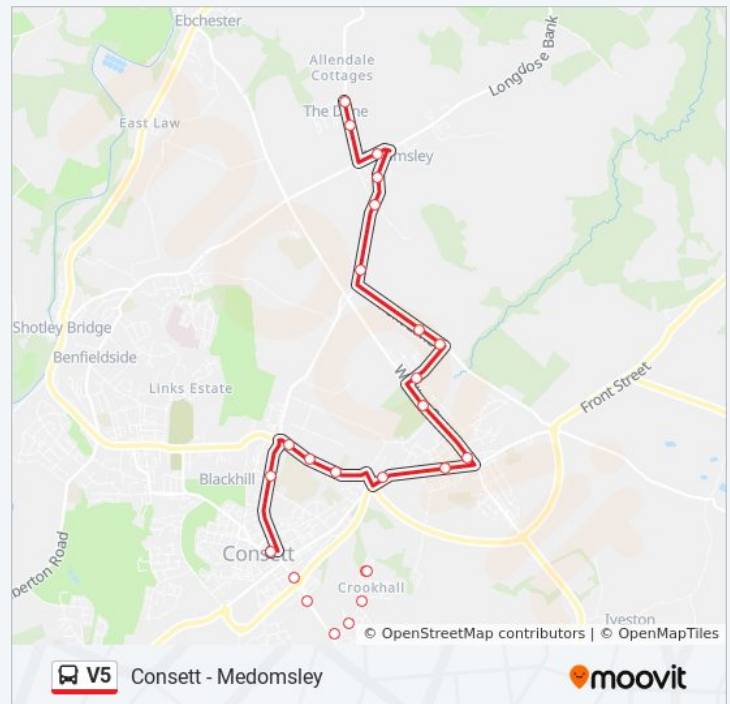 Ebchester
Allendale
Cottages
Longclose Bank
The D ne
East Law
msley
Shotley Bridge
Benfieldside
Links Estate
Front Street
Blackhill
Consett
berton Road
Crookhall
Iveston
© OpenStreetMap contributors | © OpenMapTiles
V5 Consett - Medomsley
moovit